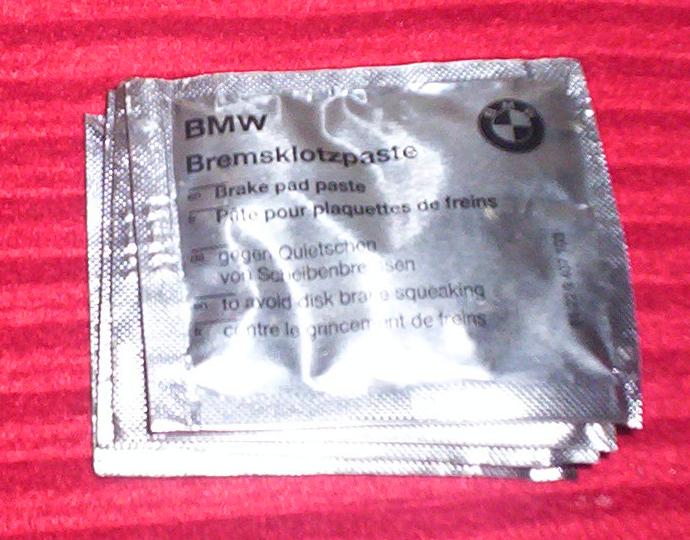 BMW
Bremsklotzpaste
Brake pad paste
Pâte pour plaquettes de freins
gegen Quietschen
von Scheibenbremsen
to avoid disk brake squeaking
contre le grincement de freins
BMW